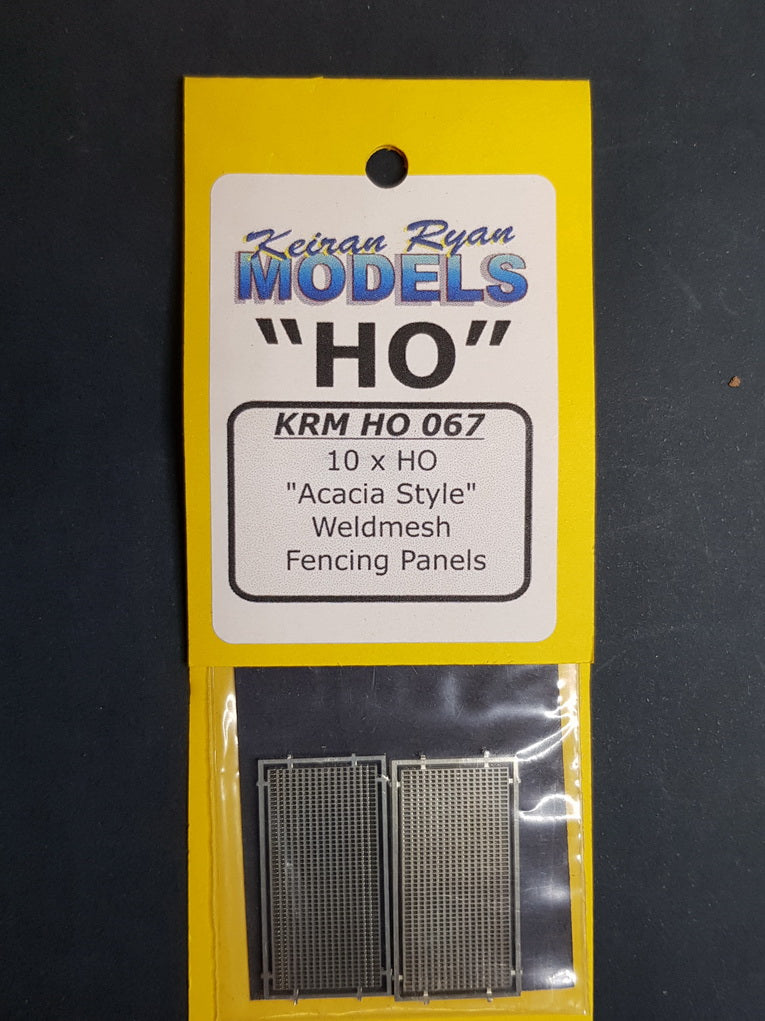 Keiran Ryan
MODELS
"HO"
KRM HO 067
10 x HO
"Acacia Style"
Weldmesh
Fencing Panels